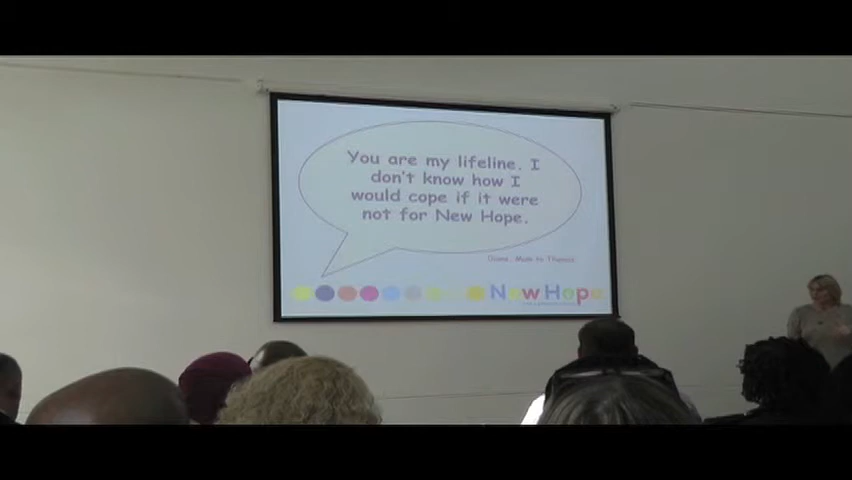 You are my lifeline. I
don't know how I
would cope if it were
not for New Hope.
New Hope